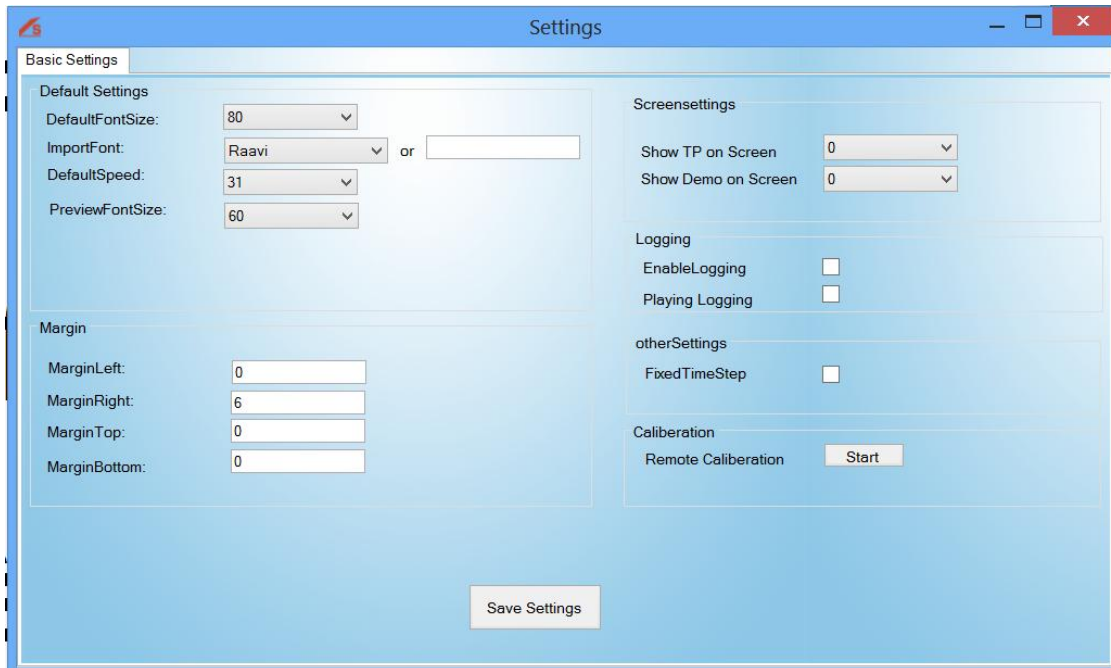 Settings
Basic Settings
Default Settings
DefaultFontSize: 80
ImportFont: Raavi or
DefaultSpeed: 31
PreviewFontSize: 60
Margin
MarginLeft: 0
MarginRight: 6
MarginTop: 0
MarginBottom: 0
Screensettings
Show TP on Screen 0
Show Demo on Screen 0
Logging
EnableLogging
Playing Logging
otherSettings
FixedTimeStep
Caliberation
Remote Caliberation Start
Save Settings